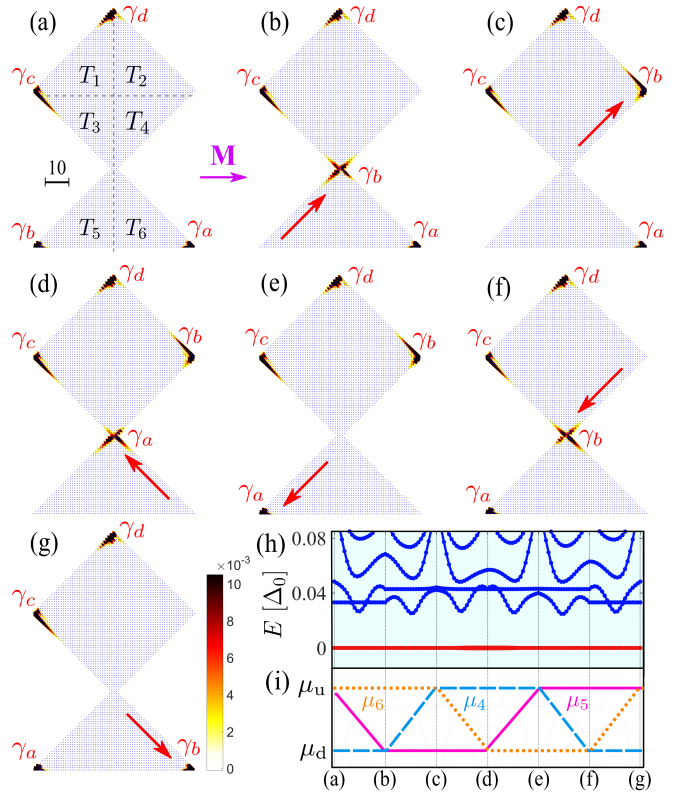 (a) γd (b) γd (c) γd
γc T1 T2 γc γc γb
T3 T4
10 M γb
γb T5 T6 γa γa γa
(d) γd (e) γd (f) γd
γc γb γc γb γc
γa γb
γa γa
(g) γd (h) 0.08
γc 10⁻³ 0.04
10 E [Δ0]
8 0
6 (i) μu
4 μ6 μ4 μ5
2 μd
γa γb 0 (a) (b) (c) (d) (e) (f) (g)